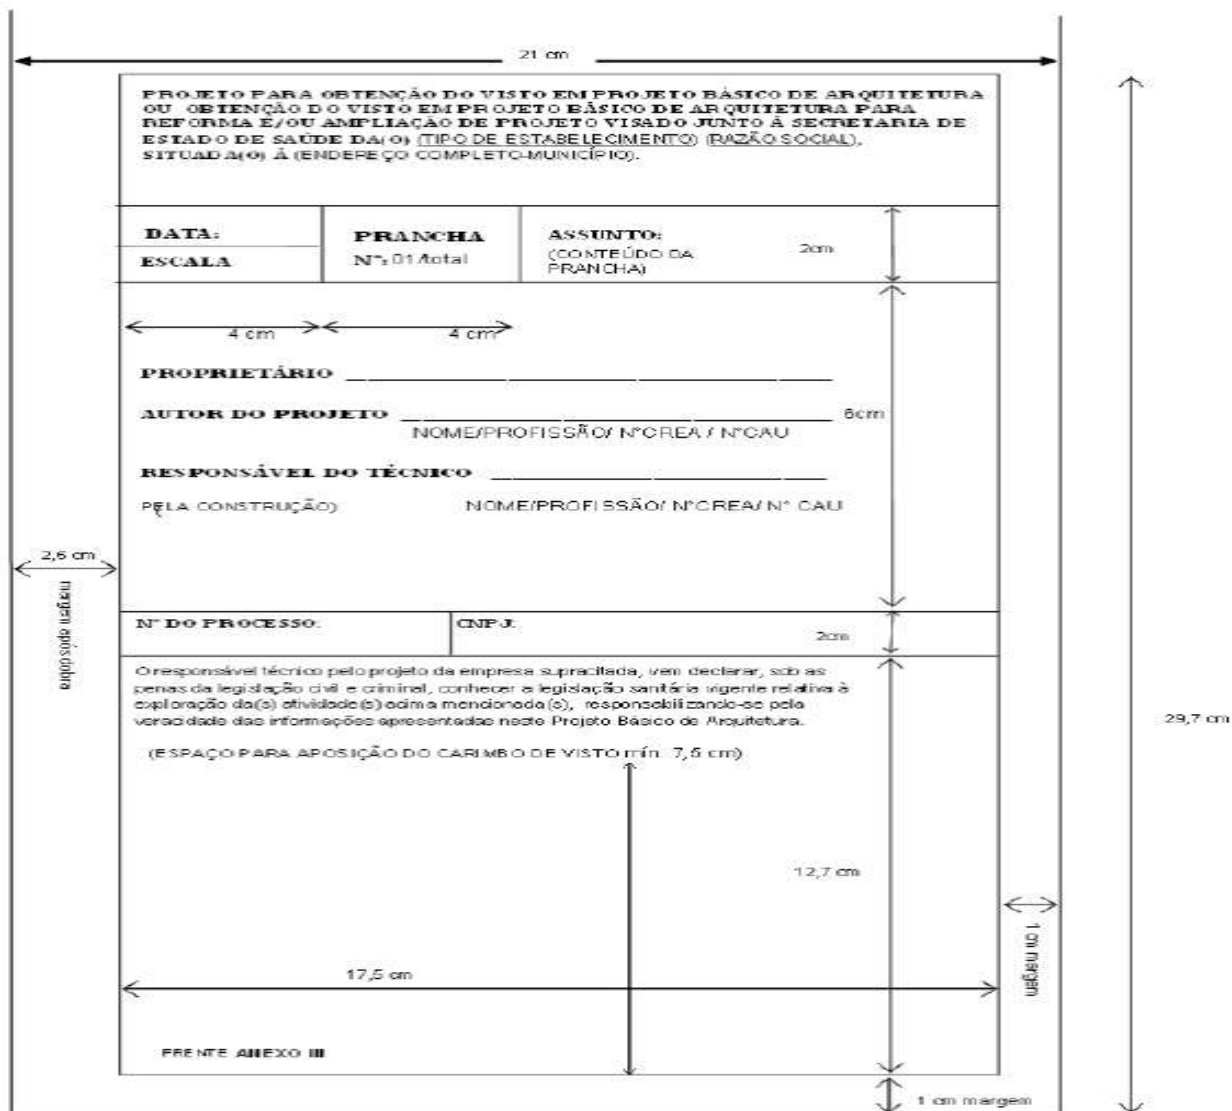 21 cm
PROJETO PARA OBTENÇÃO DO VISTO EM PROJETO BÁSICO DE ARQUITETURA
OU OBTENÇÃO DO VISTO EM PROJETO BÁSICO DE ARQUITETURA PARA
REFORMA E/OU AMPLIAÇÃO DE PROJETO VISADO JUNTO À SECRETARIA DE
ESTADO DE SAÚDE DA(O) (TIPO DE ESTABELECIMENTO) (RAZÃO SOCIAL),
SITUADA(O) À (ENDEREÇO COMPLETO-MUNICÍPIO).
DATA:
ESCALA
PRANCHA
Nº: 01/total
ASSUNTO:
(CONTEÚDO DA
PRANCHA)
2cm
4 cm 4 cm
PROPRIETÁRIO
AUTOR DO PROJETO 6cm
NOME/PROFISSÃO/ NºCREA / NºCAU
RESPONSÁVEL DO TÉCNICO
PELA CONSTRUÇÃO) NOME/PROFISSÃO/ NºCREA/ Nº CAU
2,6 cm
margem após dobra
Nº DO PROCESSO: CNPJ:
2cm
O responsável técnico pelo projeto da empresa supracitada, vem declarar, sob as
penas da legislação civil e criminal, conhecer a legislação sanitária vigente relativa à
exploração da(s) atividade(s) acima mencionada(s), responsabilizando-se pela
veracidade das informações apresentadas neste Projeto Básico de Arquitetura.
29,7 cm
(ESPAÇO PARA APOSIÇÃO DO CARIMBO DE VISTO mín. 7,5 cm)
12,7 cm
1 cm margem
17,5 cm
FRENTE ANEXO III
1 cm margem